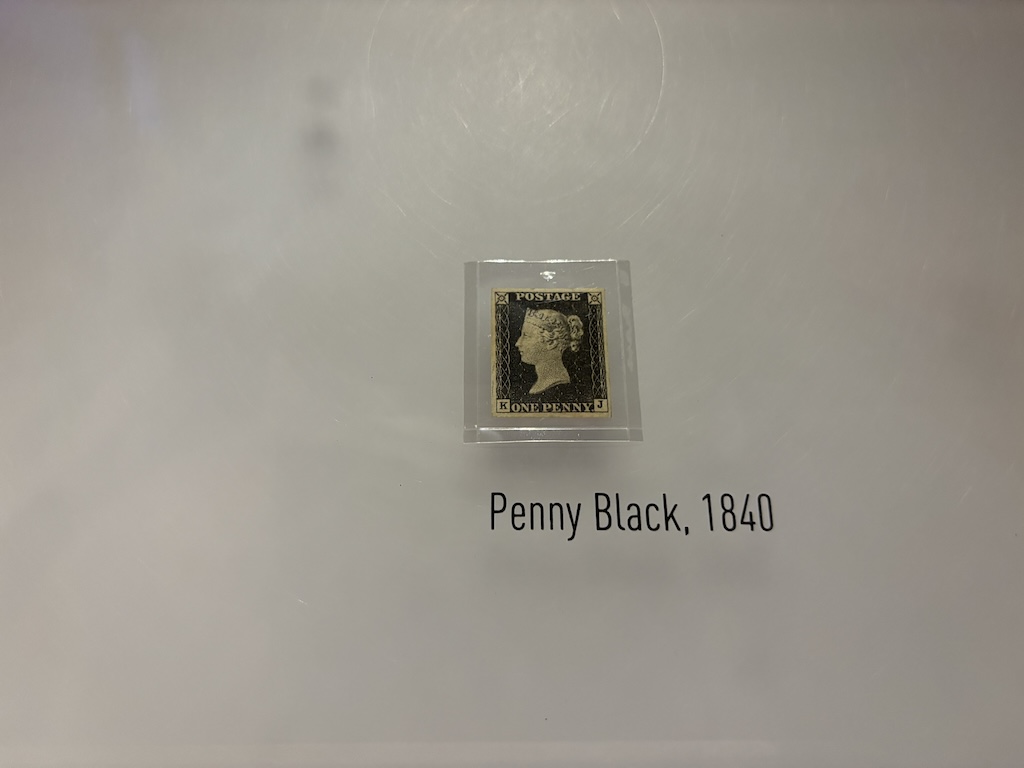 POSTAGE
K ONE PENNY J
Penny Black, 1840